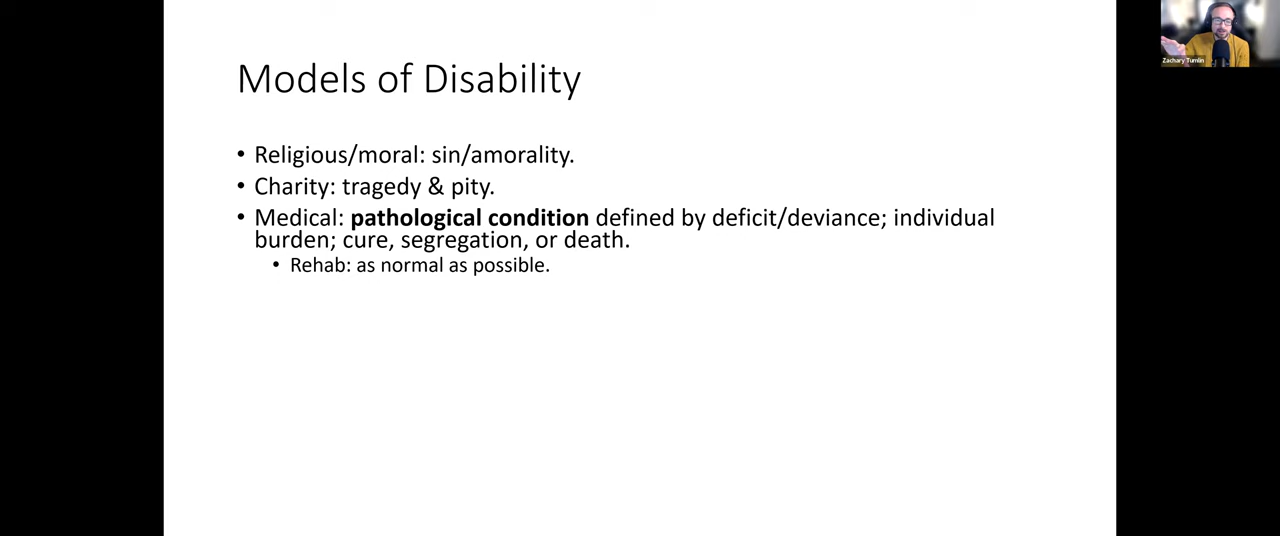 Models of Disability
• Religious/moral: sin/amorality.
• Charity: tragedy & pity.
• Medical: pathological condition defined by deficit/deviance; individual
burden; cure, segregation, or death.
• Rehab: as normal as possible.
Zachary Tumlin